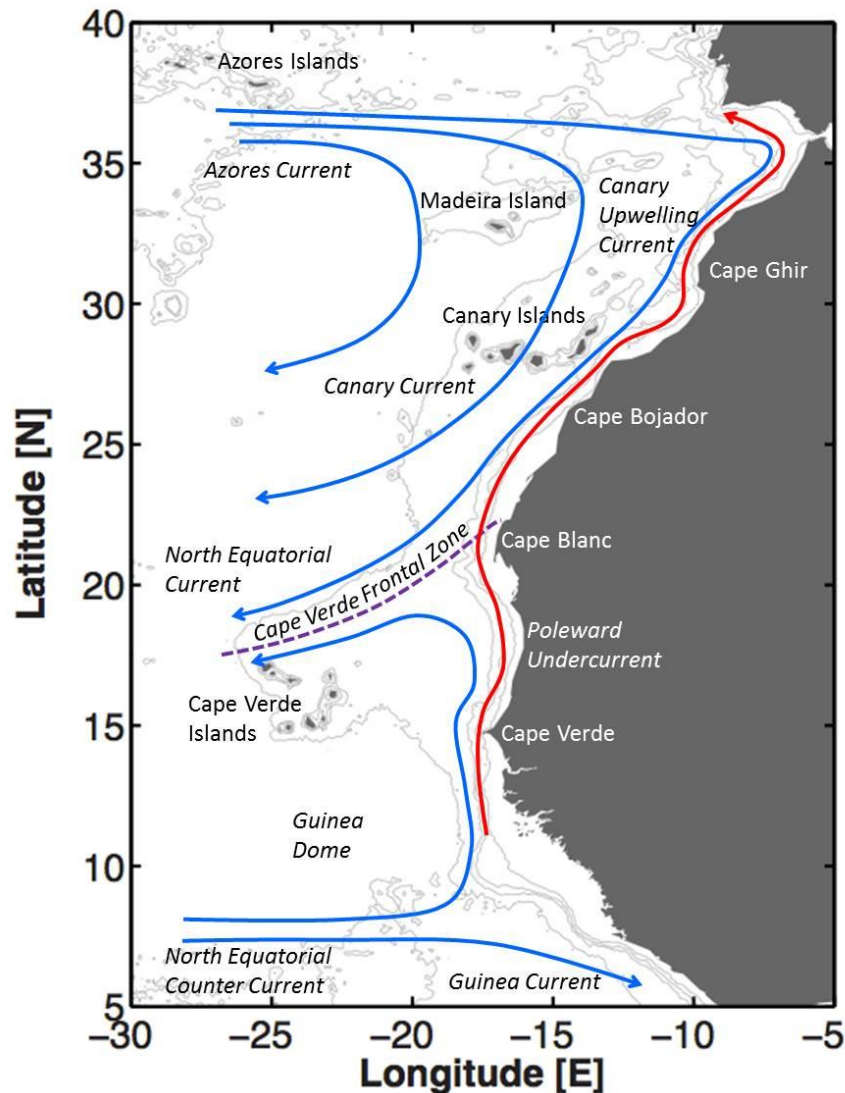 40
Azores Islands
Azores Current
35
Madeira Island
Canary
Upwelling
Current
Cape Ghir
30
Canary Islands
Canary Current
Cape Bojador
25
North Equatorial
Current
Cape Verde Frontal Zone
Cape Blanc
20
Poleward
Undercurrent
Cape Verde
Islands
15
Cape Verde
Guinea
Dome
10
North Equatorial
Counter Current
Guinea Current
5
Latitude [N]
−30
−25
−20
−15
−10
−5
Longitude [E]